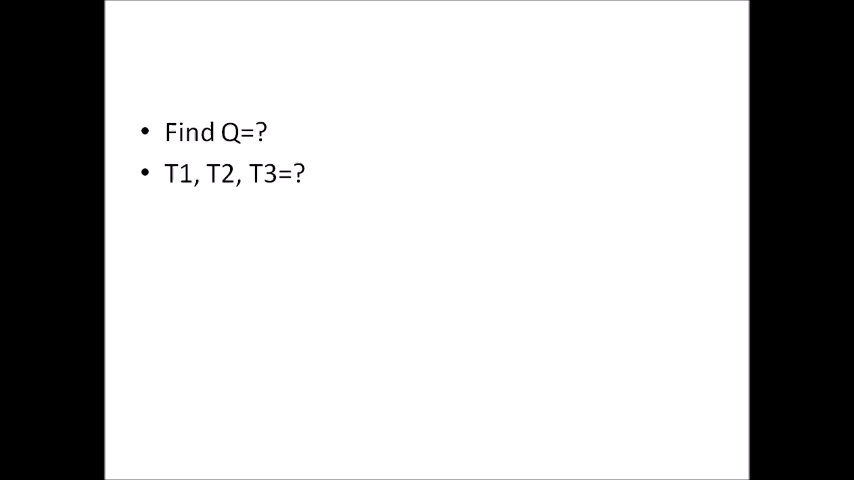 • Find Q=?
• T1, T2, T3=?